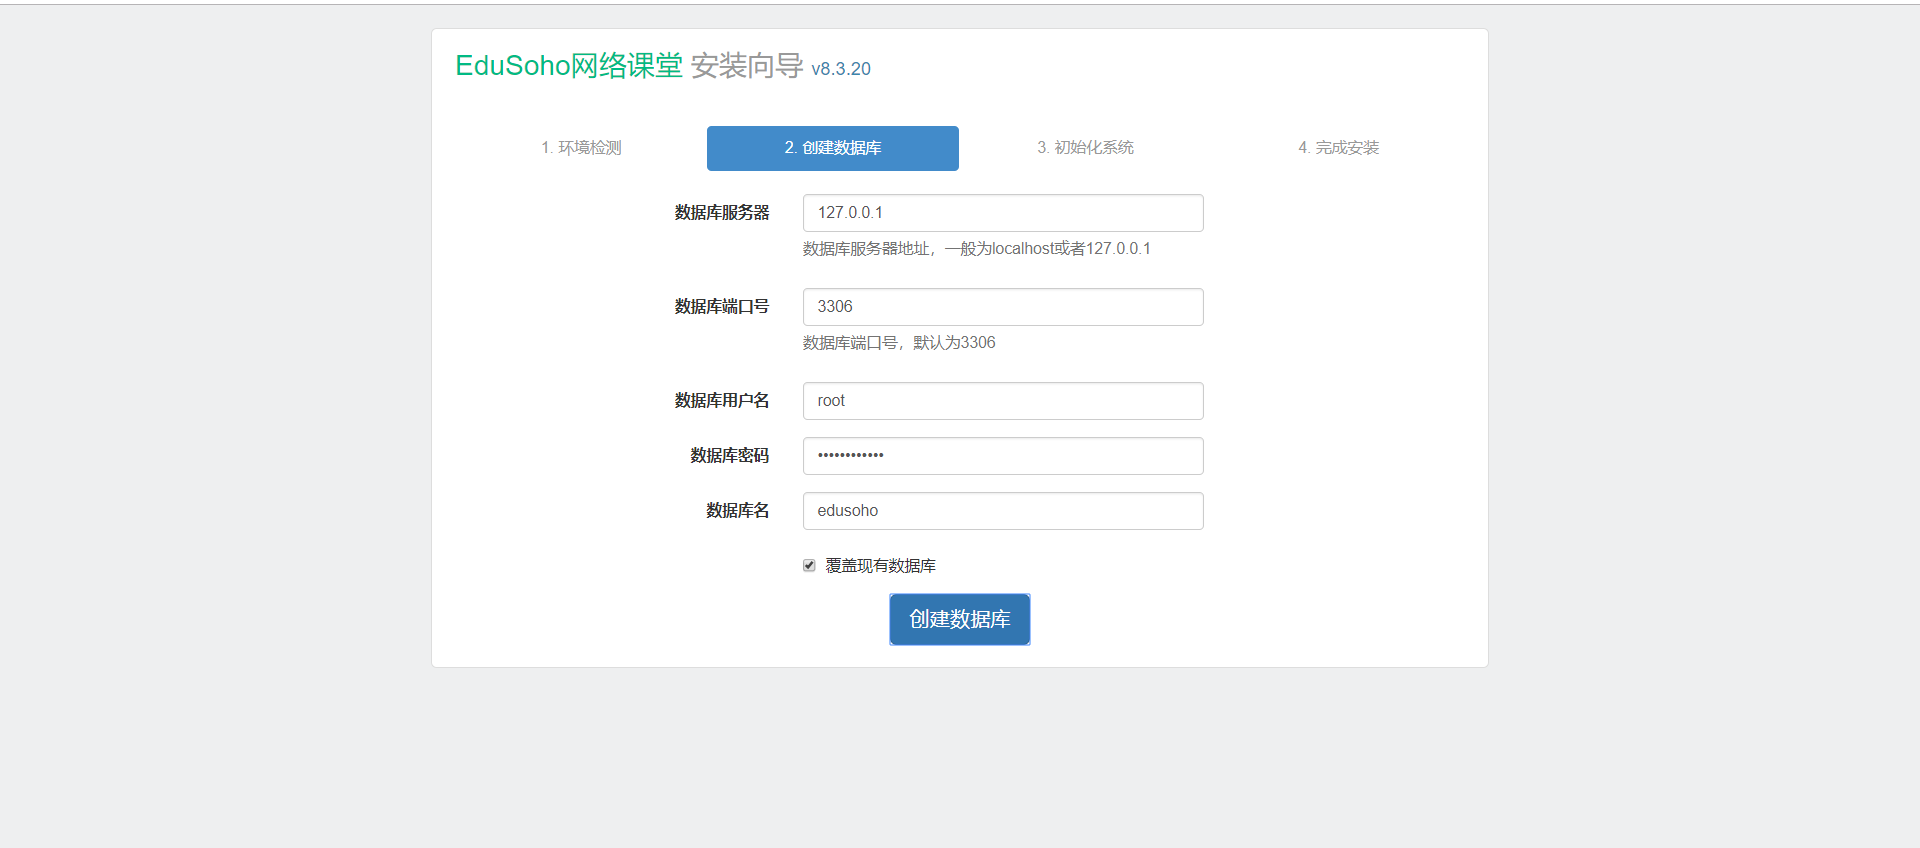 EduSoho网络课堂 安装向导 v8.3.20
1. 环境检测 2. 创建数据库 3. 初始化系统 4. 完成安装
数据库服务器 127.0.0.1
数据库服务器地址，一般为localhost或者127.0.0.1
数据库端口号 3306
数据库端口号，默认为3306
数据库用户名 root
数据库密码 ••••••••••••
数据库名 edusoho
覆盖现有数据库
创建数据库